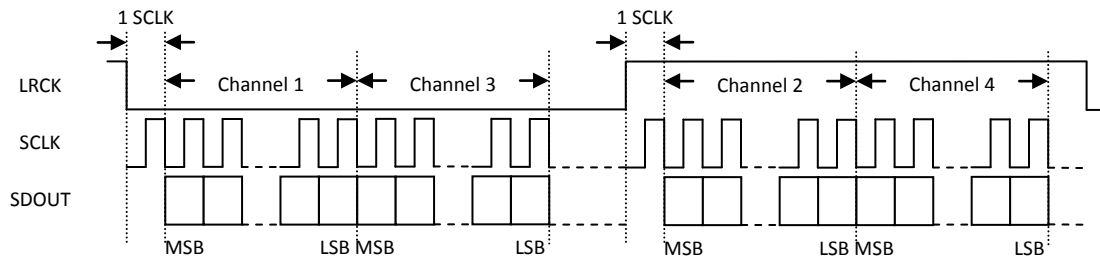 1 SCLK 1 SCLK
LRCK Channel 1 Channel 3 Channel 2 Channel 4
SCLK
SDOUT
MSB LSB MSB LSB MSB LSB MSB LSB